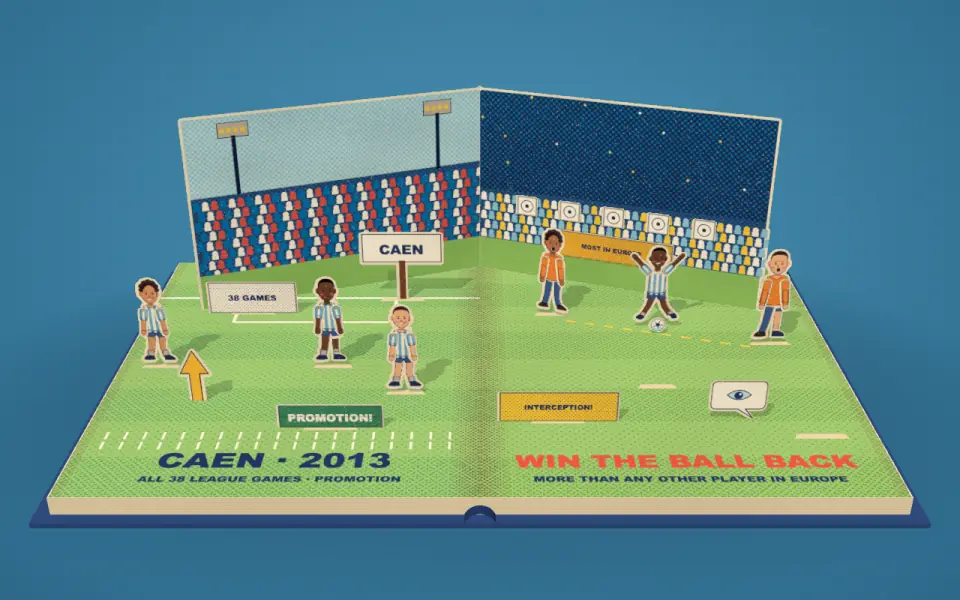 CAEN
38 GAMES
PROMOTION!
CAEN · 2013
ALL 38 LEAGUE GAMES · PROMOTION
MOST IN
INTERCEPTION!
WIN THE BALL BACK
MORE THAN ANY OTHER PLAYER IN EUROPE